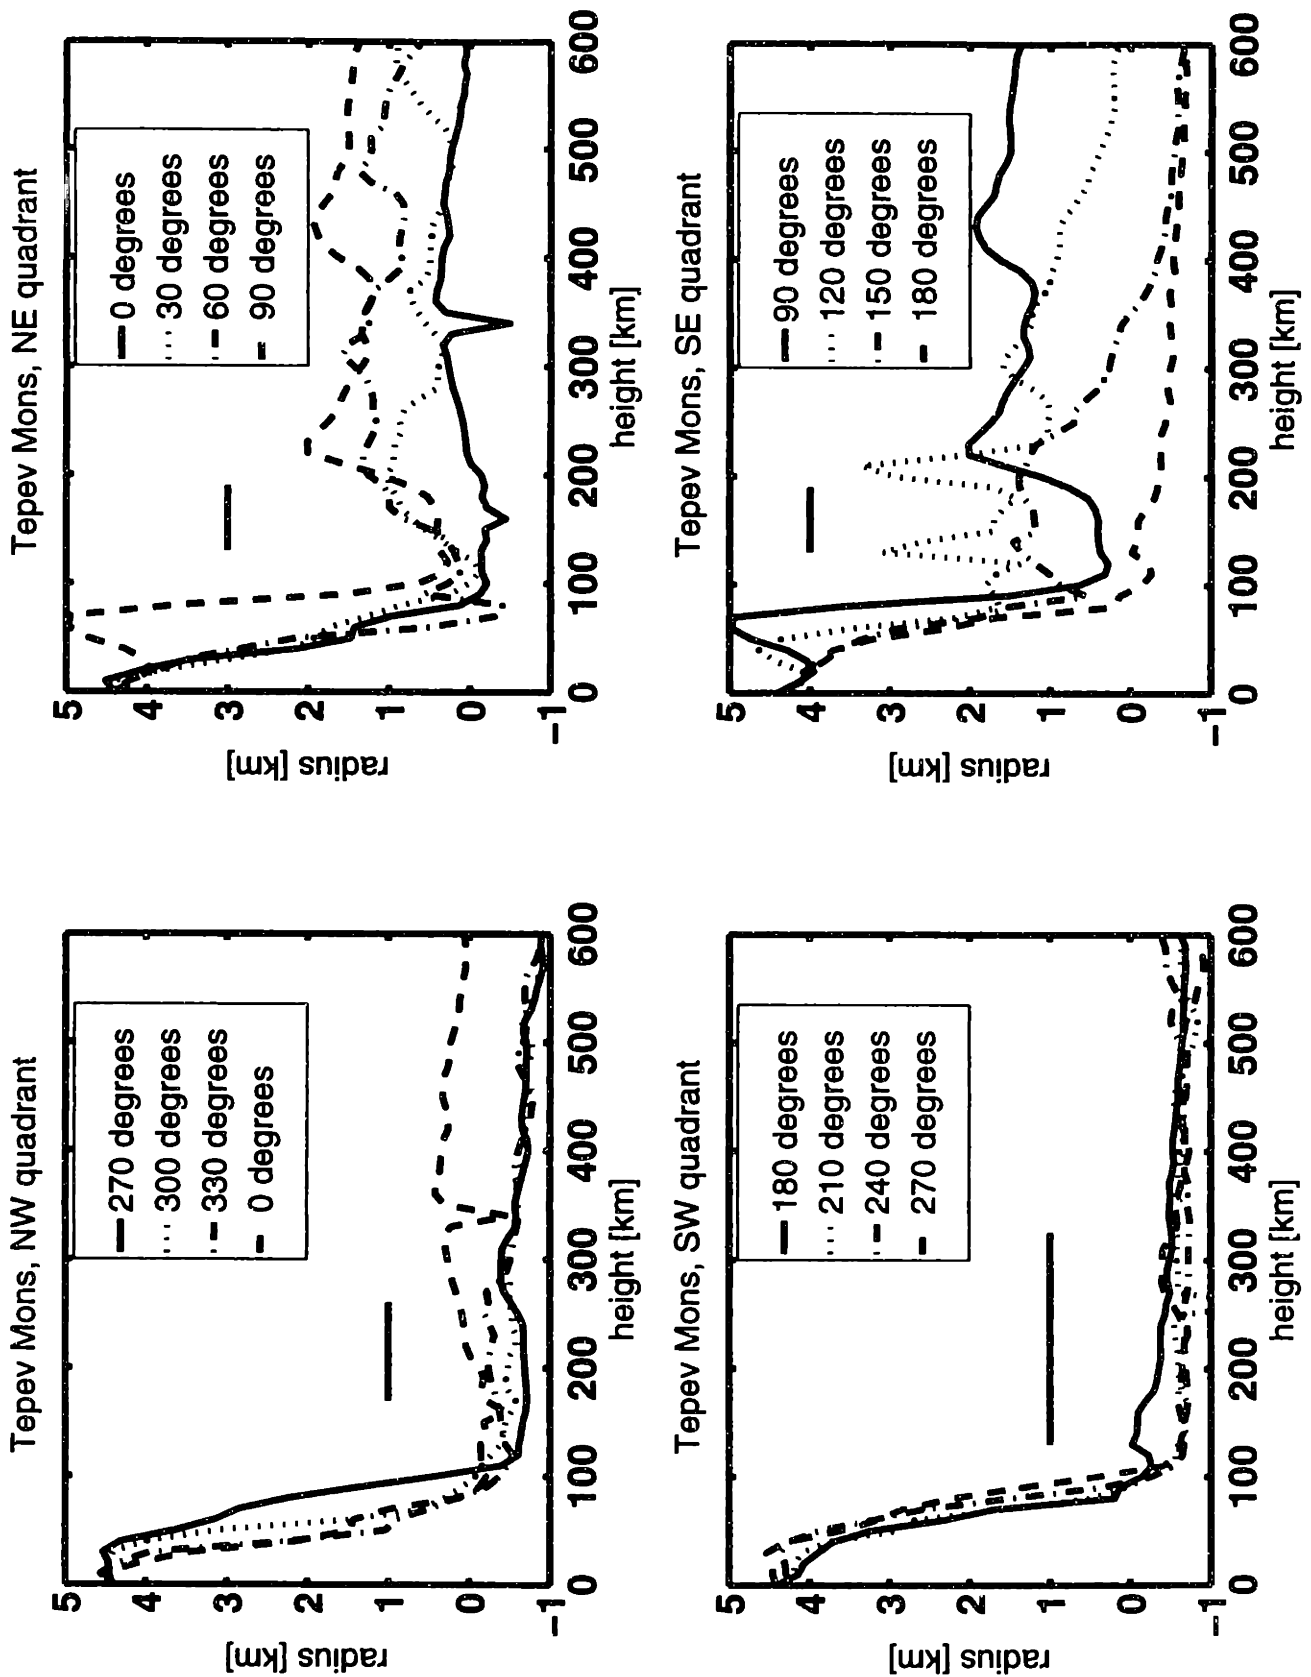 Tepev Mons, NW quadrant
5
4
3
2
1
0
-1
radius [km]
0
100
200
300
400
500
600
height [km]
270 degrees
300 degrees
330 degrees
0 degrees
Tepev Mons, NE quadrant
5
4
3
2
1
0
-1
radius [km]
0
100
200
300
400
500
600
height [km]
0 degrees
30 degrees
60 degrees
90 degrees
Tepev Mons, SW quadrant
5
4
3
2
1
0
-1
radius [km]
0
100
200
300
400
500
600
height [km]
180 degrees
210 degrees
240 degrees
270 degrees
Tepev Mons, SE quadrant
5
4
3
2
1
0
-1
radius [km]
0
100
200
300
400
500
600
height [km]
90 degrees
120 degrees
150 degrees
180 degrees